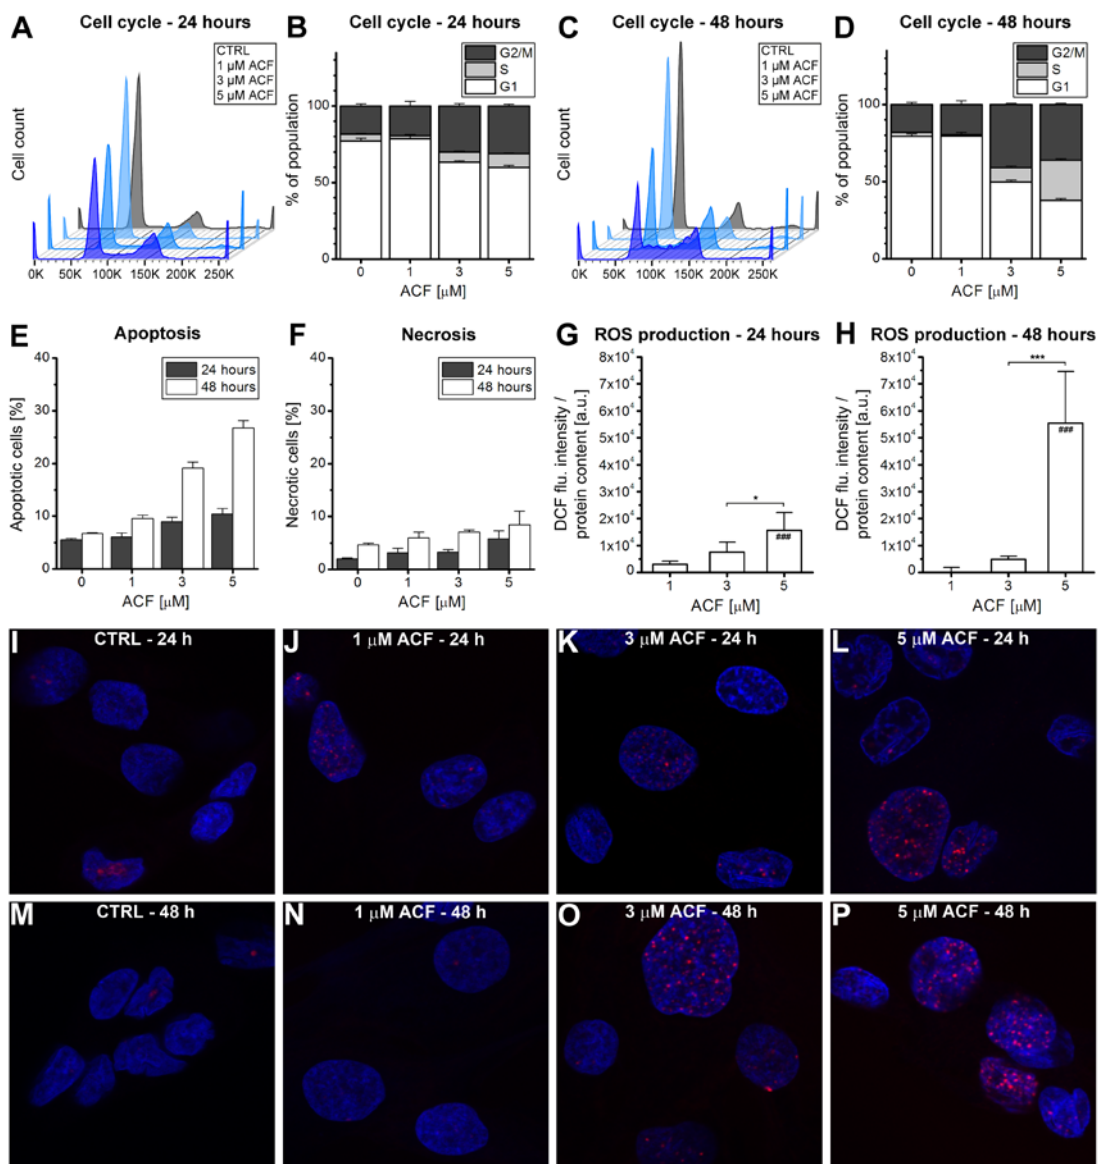 A Cell cycle - 24 hours
CTRL
1 μM ACF
3 μM ACF
5 μM ACF
Cell count
0K 50K 100K 150K 200K 250K
B Cell cycle - 24 hours
G2/M
S
G1
% of population
100
50
0
0 1 3 5
ACF [μM]
C Cell cycle - 48 hours
CTRL
1 μM ACF
3 μM ACF
5 μM ACF
Cell count
0K 50K 100K 150K 200K 250K
D Cell cycle - 48 hours
G2/M
S
G1
% of population
100
50
0
0 1 3 5
ACF [μM]
E Apoptosis
24 hours
48 hours
Apoptotic cells [%]
40
30
20
10
0
0 1 3 5
ACF [μM]
F Necrosis
24 hours
48 hours
Necrotic cells [%]
40
30
20
10
0
0 1 3 5
ACF [μM]
G ROS production - 24 hours
DCF flu. intensity /
protein content [a.u.]
8x10⁴
7x10⁴
6x10⁴
5x10⁴
4x10⁴
3x10⁴
2x10⁴
1x10⁴
0
*
###
1 3 5
ACF [μM]
H ROS production - 48 hours
DCF flu. intensity /
protein content [a.u.]
8x10⁴
7x10⁴
6x10⁴
5x10⁴
4x10⁴
3x10⁴
2x10⁴
1x10⁴
0
***
###
1 3 5
ACF [μM]
I CTRL - 24 h
J 1 μM ACF - 24 h
K 3 μM ACF - 24 h
L 5 μM ACF - 24 h
M CTRL - 48 h
N 1 μM ACF - 48 h
O 3 μM ACF - 48 h
P 5 μM ACF - 48 h